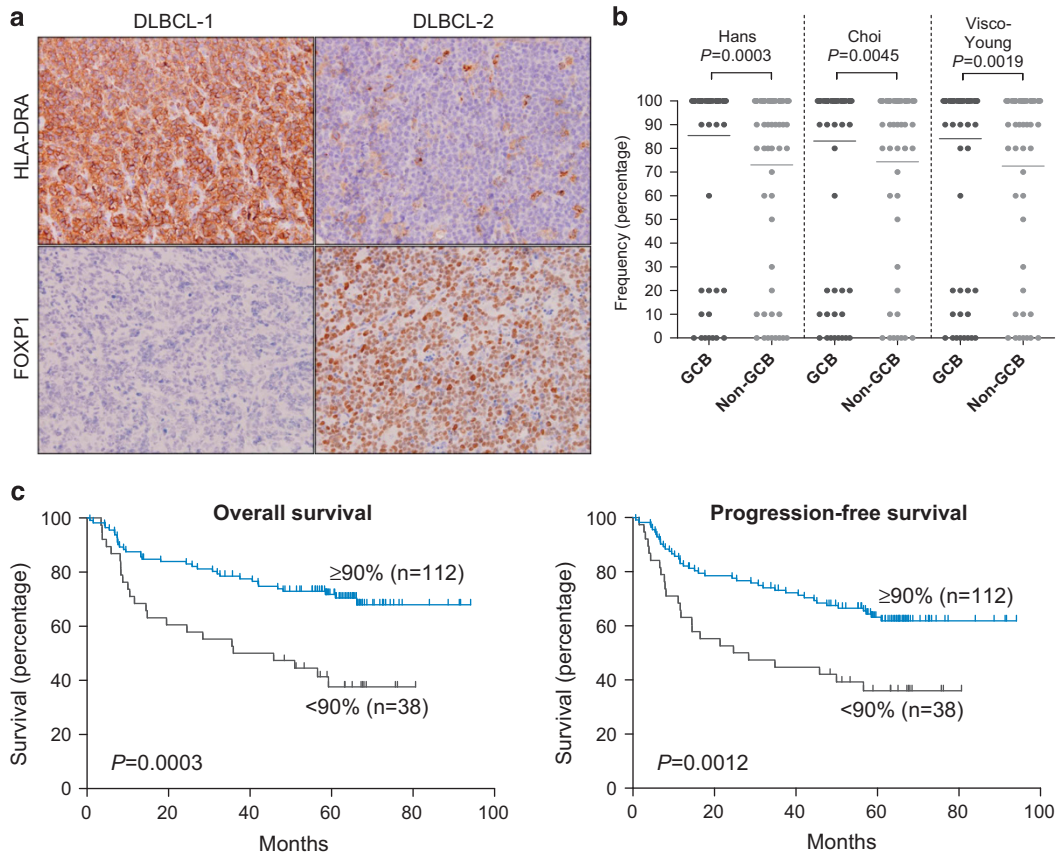 a
DLBCL-1
DLBCL-2
HLA-DRA
FOXP1
b
Hans
P=0.0003
Choi
P=0.0045
Visco-
Young
P=0.0019
Frequency (percentage)
100
90
80
70
60
50
40
30
20
10
0
GCB
Non-GCB
GCB
Non-GCB
GCB
Non-GCB
c
Overall survival
Survival (percentage)
100
80
60
40
20
0
≥90% (n=112)
<90% (n=38)
P=0.0003
0
20
40
60
80
100
Months
Progression-free survival
Survival (percentage)
100
80
60
40
20
0
≥90% (n=112)
<90% (n=38)
P=0.0012
0
20
40
60
80
100
Months